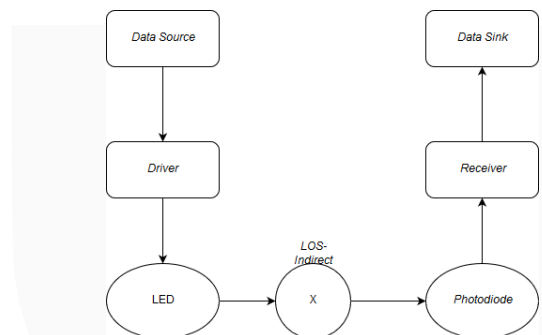 Data Source
Data Sink
Driver
Receiver
LOS-
Indirect
LED
X
Photodiode